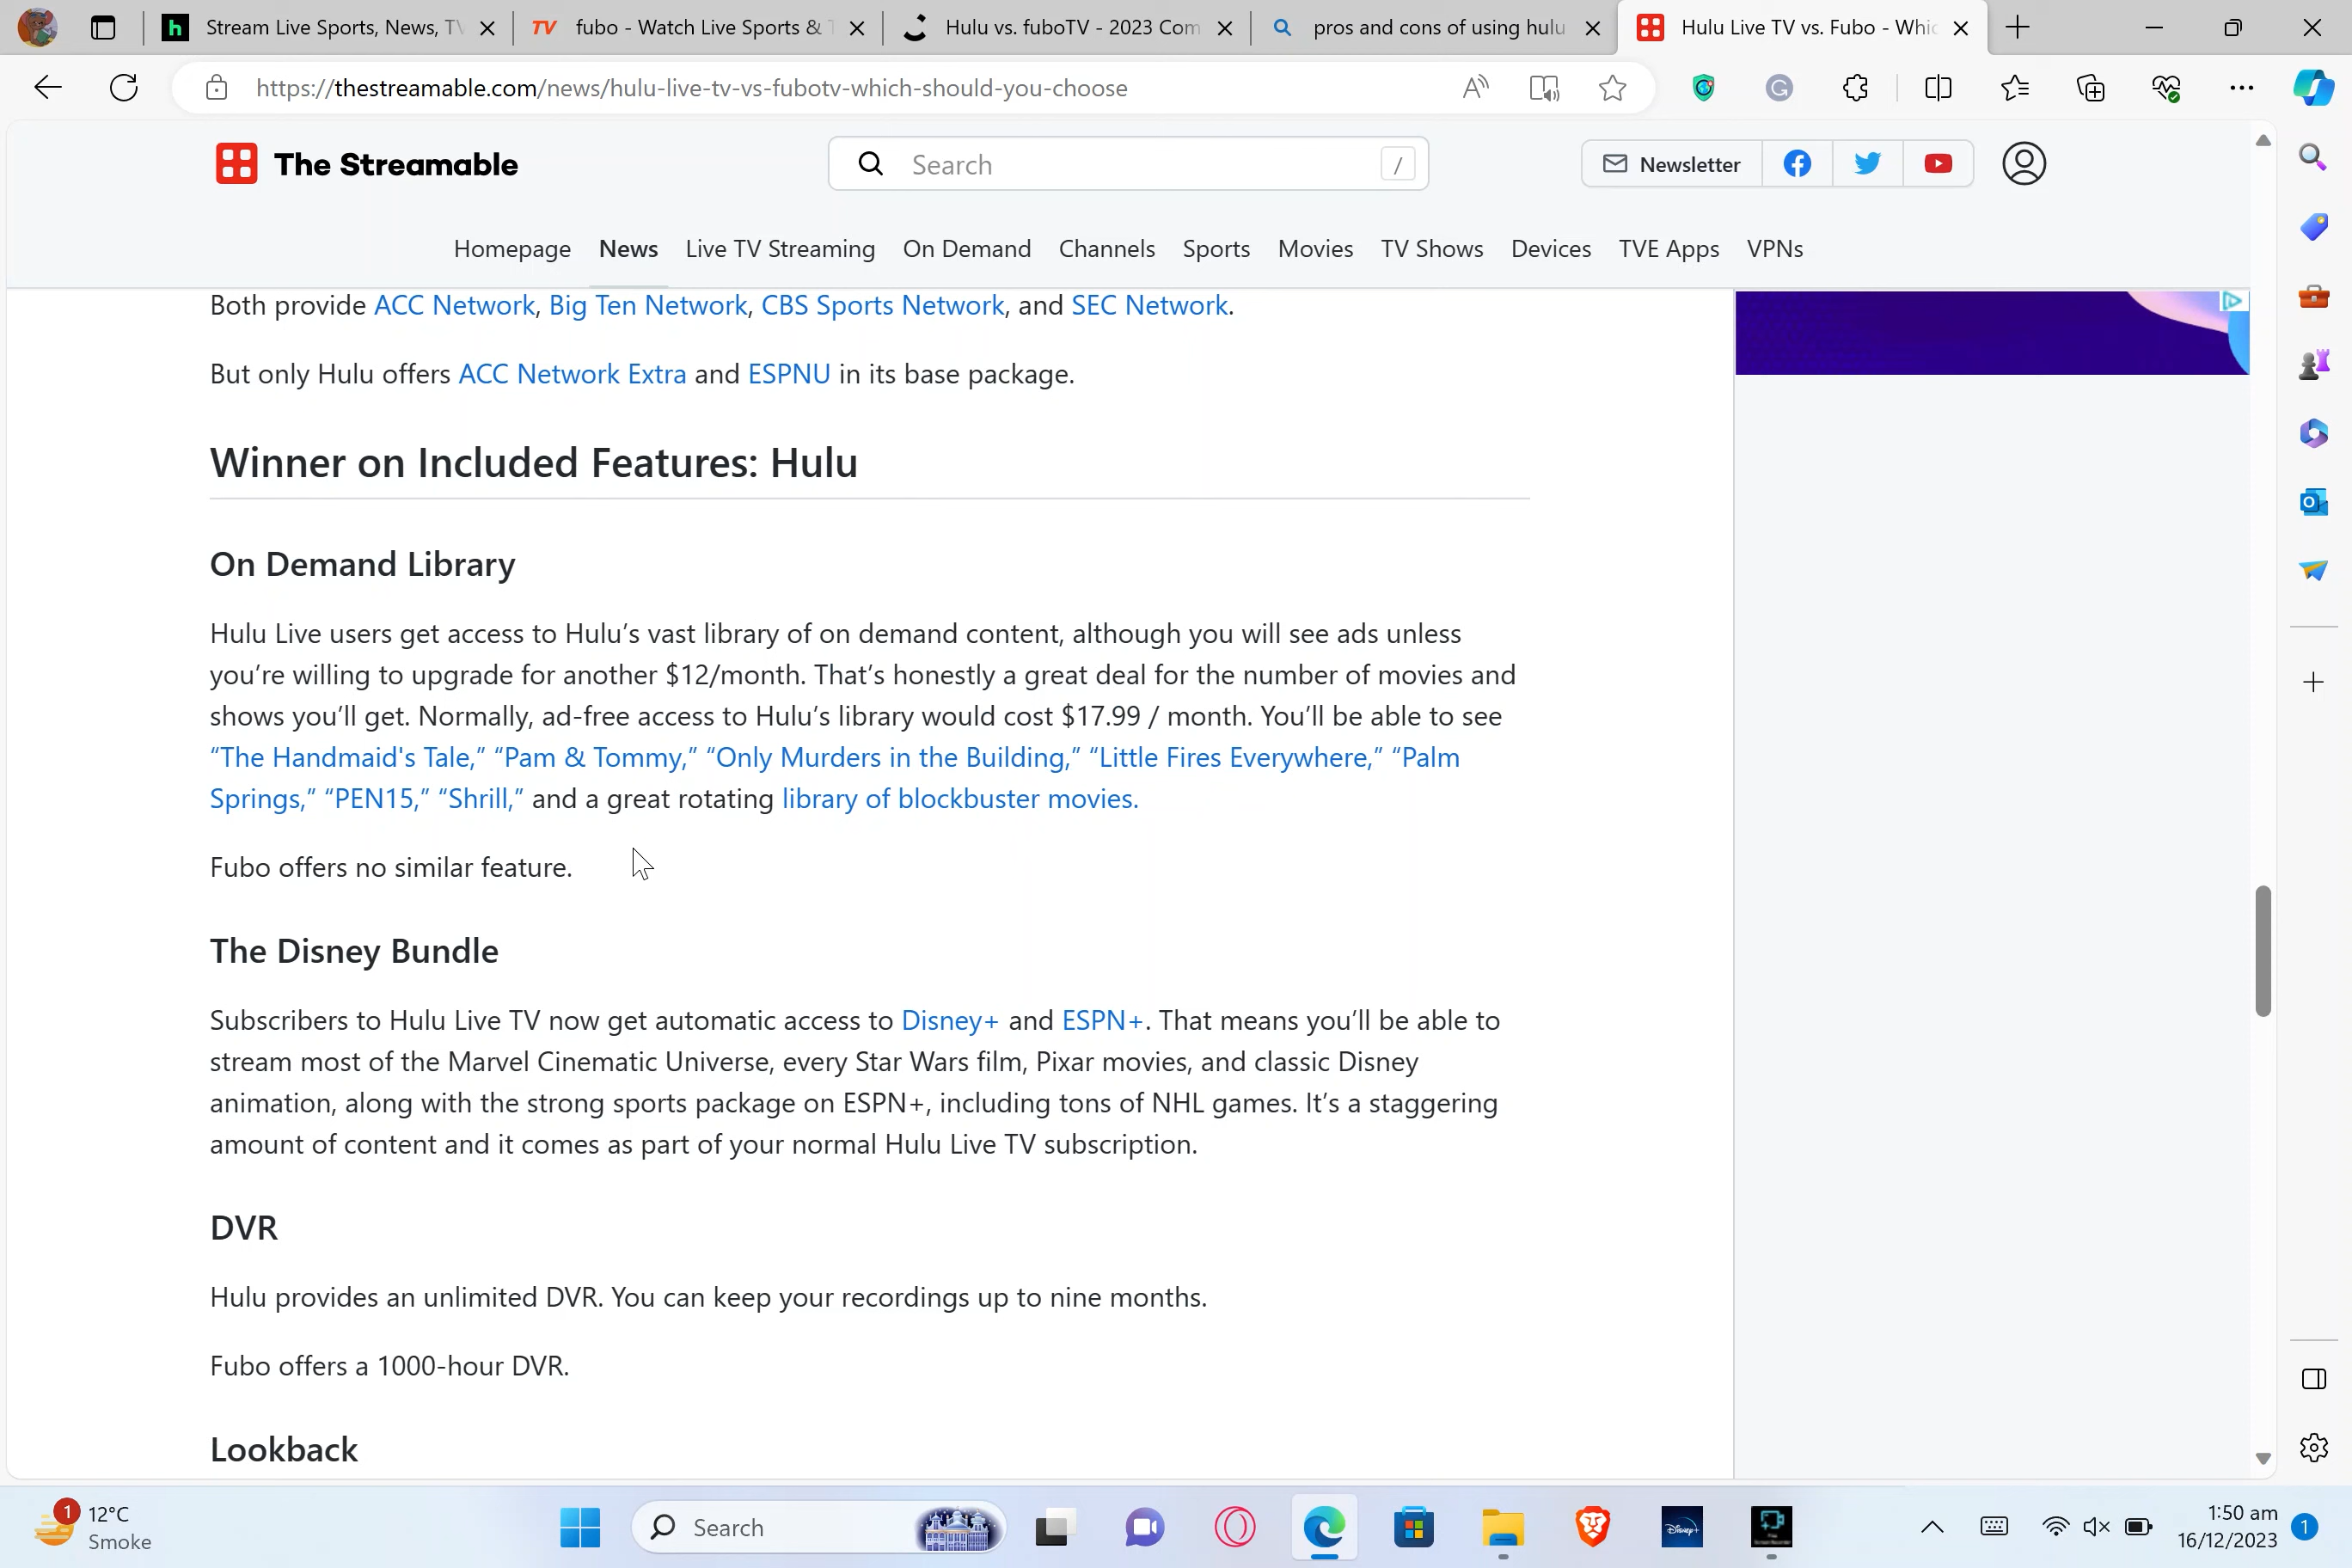 Stream Live Sports, News, TV
fubo - Watch Live Sports & T
Hulu vs. fuboTV - 2023 Com
pros and cons of using hulu
Hulu Live TV vs. Fubo - Whic
https://thestreamable.com/news/hulu-live-tv-vs-fubotv-which-should-you-choose
The Streamable
Search /
Newsletter
Homepage News Live TV Streaming On Demand Channels Sports Movies TV Shows Devices TVE Apps VPNs
Both provide ACC Network, Big Ten Network, CBS Sports Network, and SEC Network.
But only Hulu offers ACC Network Extra and ESPNU in its base package.
Winner on Included Features: Hulu
On Demand Library
Hulu Live users get access to Hulu’s vast library of on demand content, although you will see ads unless
you’re willing to upgrade for another $12/month. That’s honestly a great deal for the number of movies and
shows you’ll get. Normally, ad-free access to Hulu’s library would cost $17.99 / month. You’ll be able to see
“The Handmaid's Tale,” “Pam & Tommy,” “Only Murders in the Building,” “Little Fires Everywhere,” “Palm
Springs,” “PEN15,” “Shrill,” and a great rotating library of blockbuster movies.
Fubo offers no similar feature.
The Disney Bundle
Subscribers to Hulu Live TV now get automatic access to Disney+ and ESPN+. That means you’ll be able to
stream most of the Marvel Cinematic Universe, every Star Wars film, Pixar movies, and classic Disney
animation, along with the strong sports package on ESPN+, including tons of NHL games. It’s a staggering
amount of content and it comes as part of your normal Hulu Live TV subscription.
DVR
Hulu provides an unlimited DVR. You can keep your recordings up to nine months.
Fubo offers a 1000-hour DVR.
Lookback
1
12°C
Smoke
Search
Disney+
1:50 am
16/12/2023
1